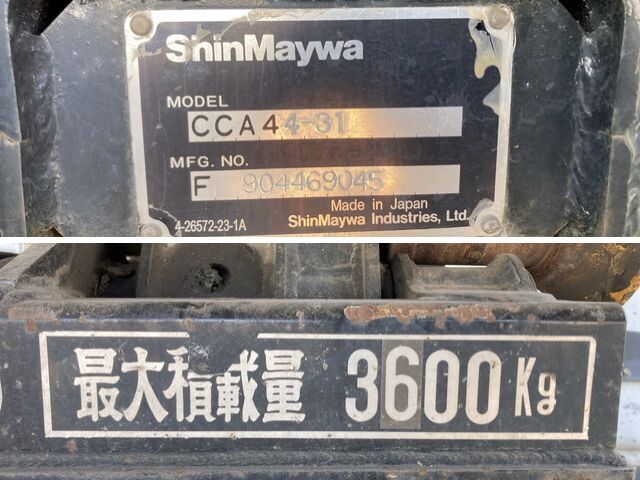 ShinMaywa
MODEL
CCA44-31
MFG. NO.
F 904469045
Made in Japan
4-26572-23-1A
ShinMaywa Industries, Ltd.
最大積載量 3600Kg